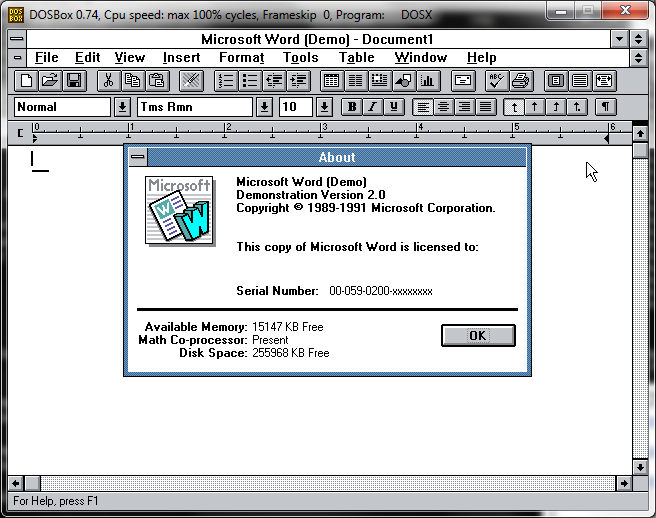 DOSBox 0.74, Cpu speed: max 100% cycles, Frameskip 0, Program: DOSX
Microsoft Word (Demo) - Document1
File Edit View Insert Format Tools Table Window Help
Normal Tms Rmn 10 B I U ¶
0 1 2 3 4 5 6
About
Microsoft
W
Microsoft Word (Demo)
Demonstration Version 2.0
Copyright © 1989-1991 Microsoft Corporation.
This copy of Microsoft Word is licensed to:
Serial Number: 00-059-0200-xxxxxxxx
Available Memory: 15147 KB Free
Math Co-processor: Present
Disk Space: 255968 KB Free
OK
For Help, press F1